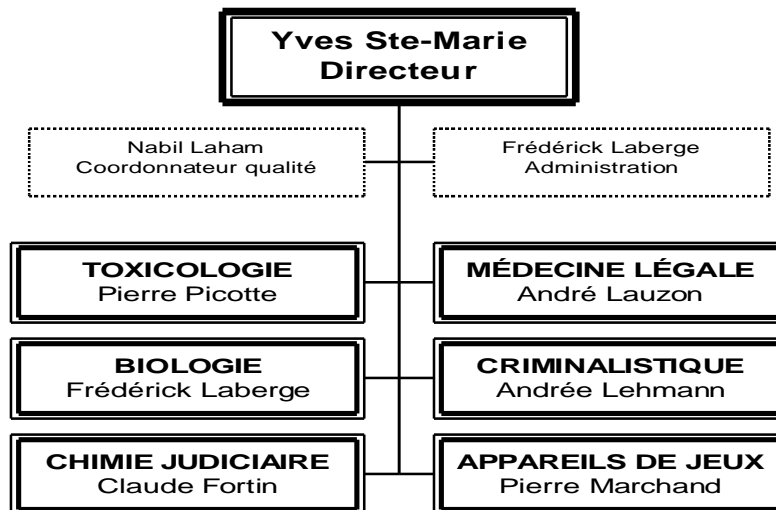 Yves Ste-Marie
Directeur
Nabil Laham
Coordonnateur qualité
Frédérick Laberge
Administration
TOXICOLOGIE
Pierre Picotte
MÉDECINE LÉGALE
André Lauzon
BIOLOGIE
Frédérick Laberge
CRIMINALISTIQUE
Andrée Lehmann
CHIMIE JUDICIAIRE
Claude Fortin
APPAREILS DE JEUX
Pierre Marchand